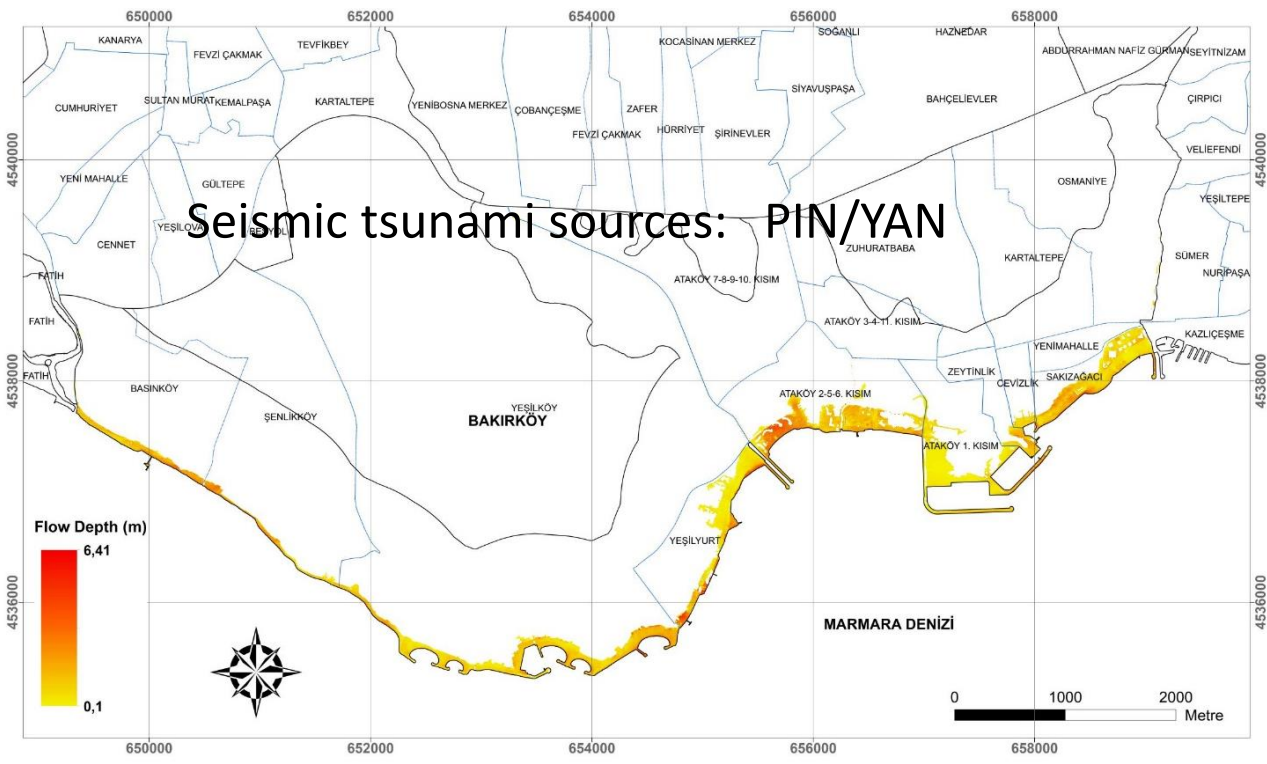 650000 652000 654000 656000 658000
KANARYA
FEVZİ ÇAKMAK
TEVFİKBEY
KOCASİNAN MERKEZ
SOĞANLI
HAZNEDAR
ABDURRAHMAN NAFİZ GÜRMAN
SEYİTNİZAM
CUMHURİYET
SULTAN MURAT
KEMALPAŞA
KARTALTEPE
YENİBOSNA MERKEZ
ÇOBANÇEŞME
ZAFER
SİYAVUŞPAŞA
BAHÇELİEVLER
ÇIRPICI
FEVZİ ÇAKMAK
HÜRRİYET
ŞİRİNEVLER
VELİEFENDİ
4540000
4540000
YENİ MAHALLE
GÜLTEPE
OSMANİYE
YEŞİLTEPE
Seismic tsunami sources: PIN/YAN
CENNET
YEŞİLOVA
ZUHURATBABA
KARTALTEPE
SÜMER
NURİPAŞA
FATİH
ATAKÖY 7-8-9-10. KISIM
FATİH
ATAKÖY 3-4-11. KISIM
KAZLIÇEŞME
YENİMAHALLE
FATİH
4538000
4538000
BASINKÖY
ŞENLİKKÖY
YEŞİLKÖY
BAKIRKÖY
ATAKÖY 2-5-6. KISIM
ZEYTİNLİK
CEVİZLİK
SAKIZAĞACI
ATAKÖY 1. KISIM
YEŞİLYURT
Flow Depth (m)
6,41
0,1
4536000
4536000
MARMARA DENİZİ
0 1000 2000
Metre
650000 652000 654000 656000 658000